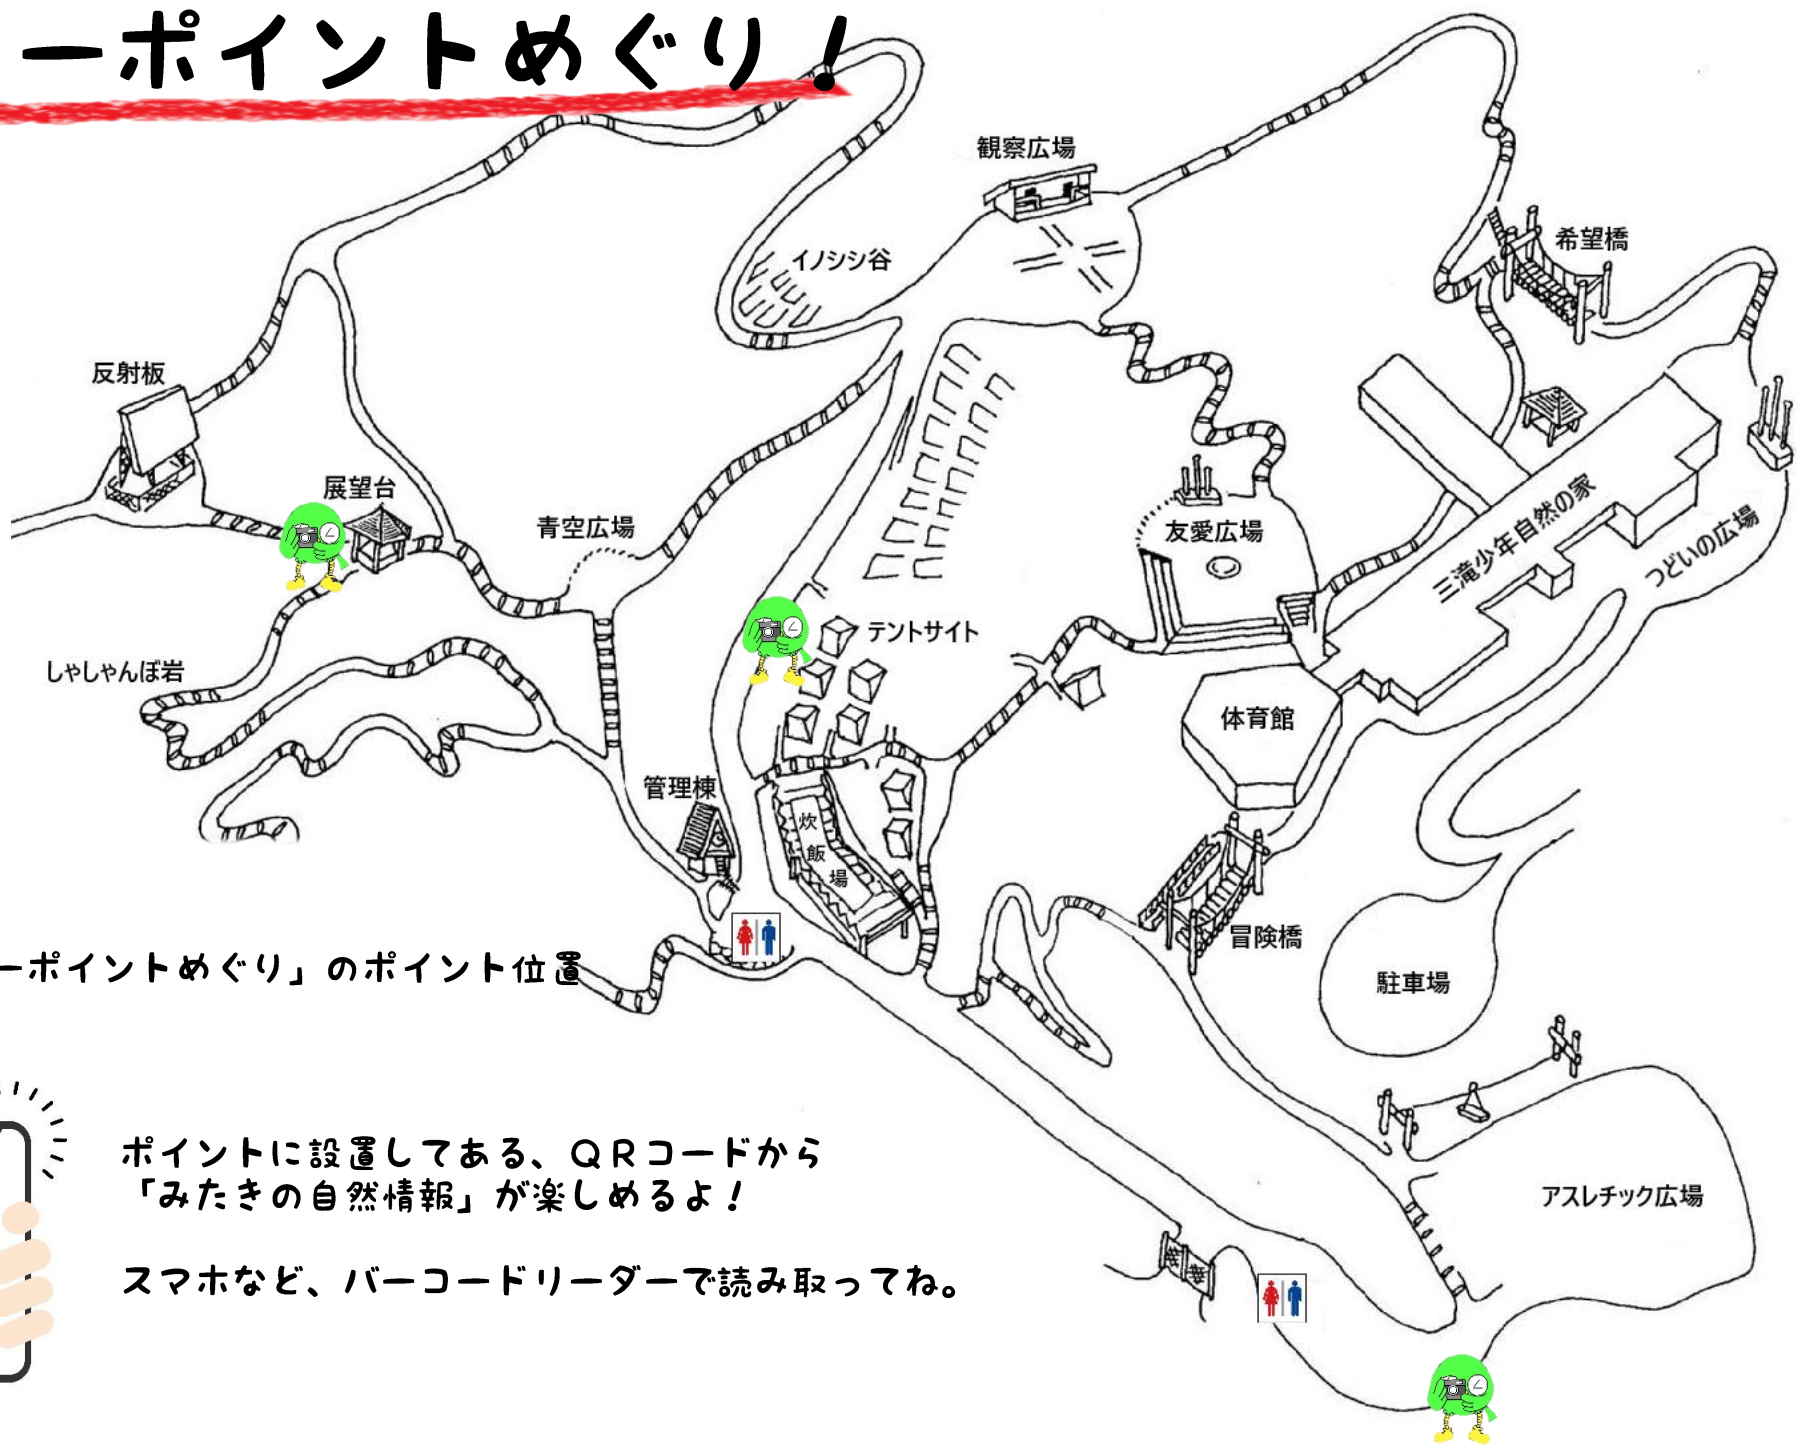 ーポイントめぐり！
観察広場
希望橋
イノシシ谷
反射板
展望台
青空広場
友愛広場
三滝少年自然の家
つどいの広場
テントサイト
しゃしゃんぼ岩
体育館
管理棟
炊
飯
場
冒険橋
ーポイントめぐり」のポイント位置
駐車場
ポイントに設置してある、ＱＲコードから
「みたきの自然情報」が楽しめるよ！
アスレチック広場
スマホなど、バーコードリーダーで読み取ってね。